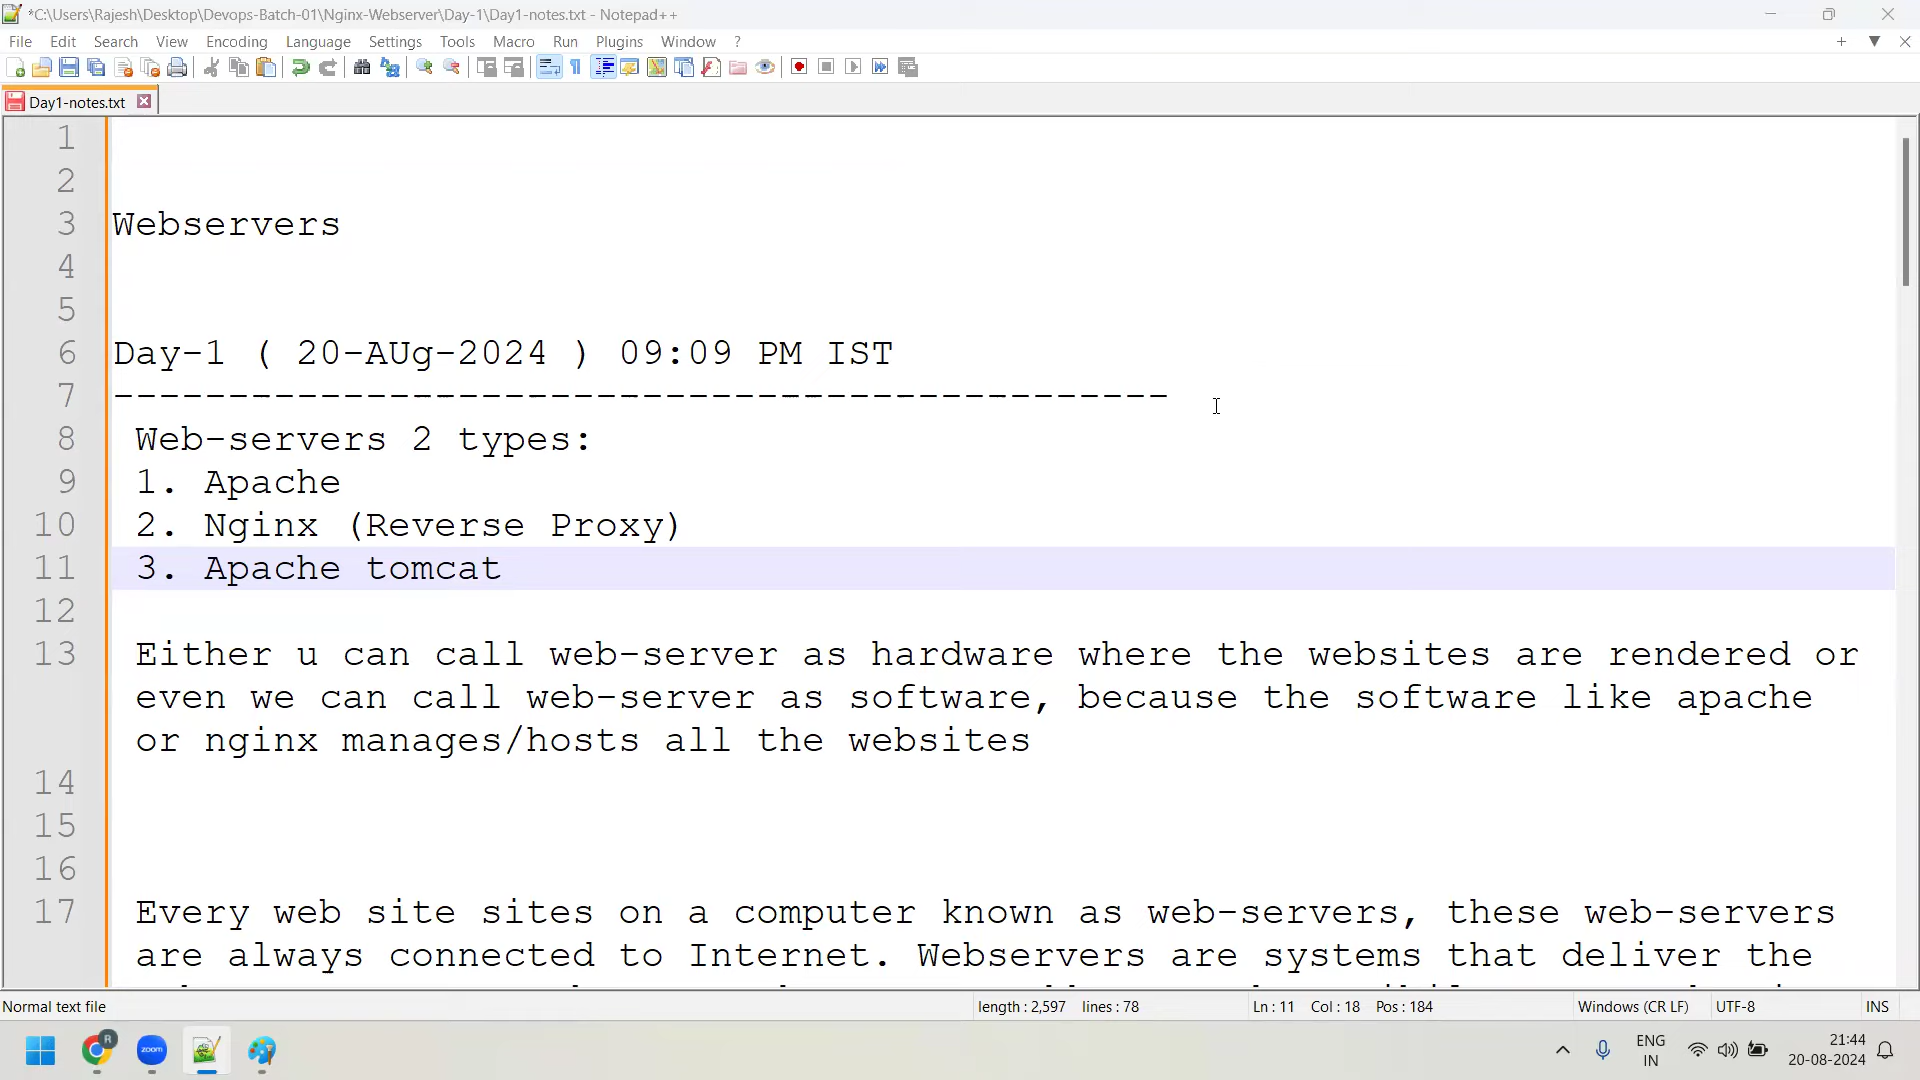 *C:\Users\Rajesh\Desktop\Devops-Batch-01\Nginx-Webserver\Day-1\Day1-notes.txt - Notepad++
File Edit Search View Encoding Language Settings Tools Macro Run Plugins Window ?
Day1-notes.txt
1
2
3 Webservers
4
5
6 Day-1 ( 20-AUg-2024 ) 09:09 PM IST
7 ----------------------------------------------
8 Web-servers 2 types:
9 1. Apache
10 2. Nginx (Reverse Proxy)
11 3. Apache tomcat
12
13 Either u can call web-server as hardware where the websites are rendered or
even we can call web-server as software, because the software like apache
or nginx manages/hosts all the websites
14
15
16
17 Every web site sites on a computer known as web-servers, these web-servers
are always connected to Internet. Webservers are systems that deliver the
Normal text file length : 2,597 lines : 78 Ln : 11 Col : 18 Pos : 184 Windows (CR LF) UTF-8 INS
R
zoom
ENG
IN
21:44
20-08-2024